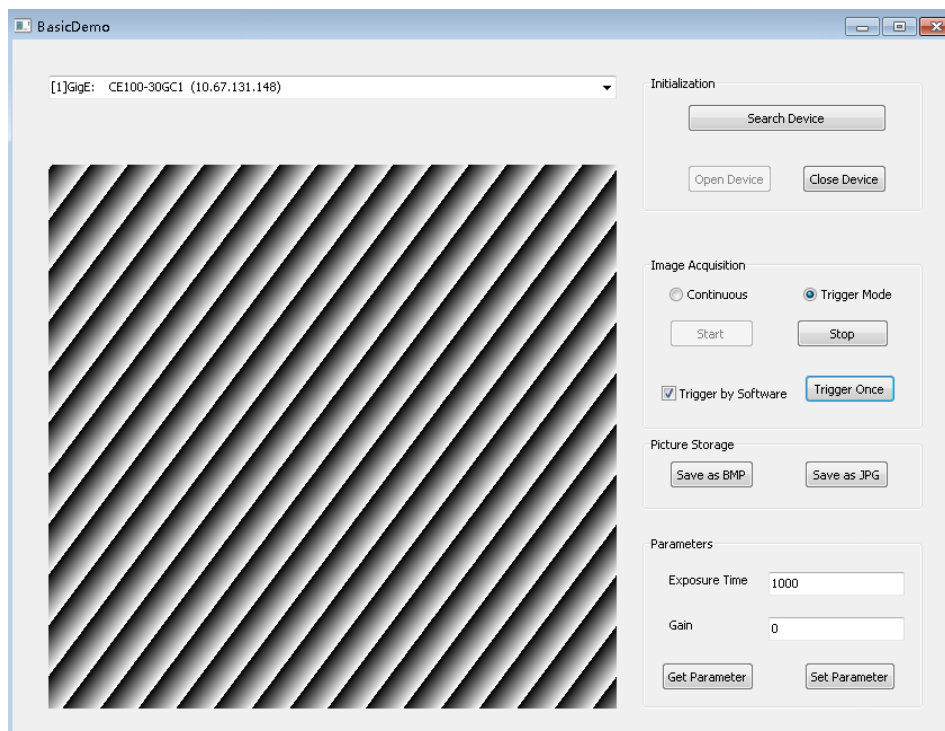 BasicDemo
[1]GigE: CE100-30GC1 (10.67.131.148)
Initialization
Search Device
Open Device
Close Device
Image Acquisition
Continuous
Trigger Mode
Start
Stop
Trigger by Software
Trigger Once
Picture Storage
Save as BMP
Save as JPG
Parameters
Exposure Time
1000
Gain
0
Get Parameter
Set Parameter